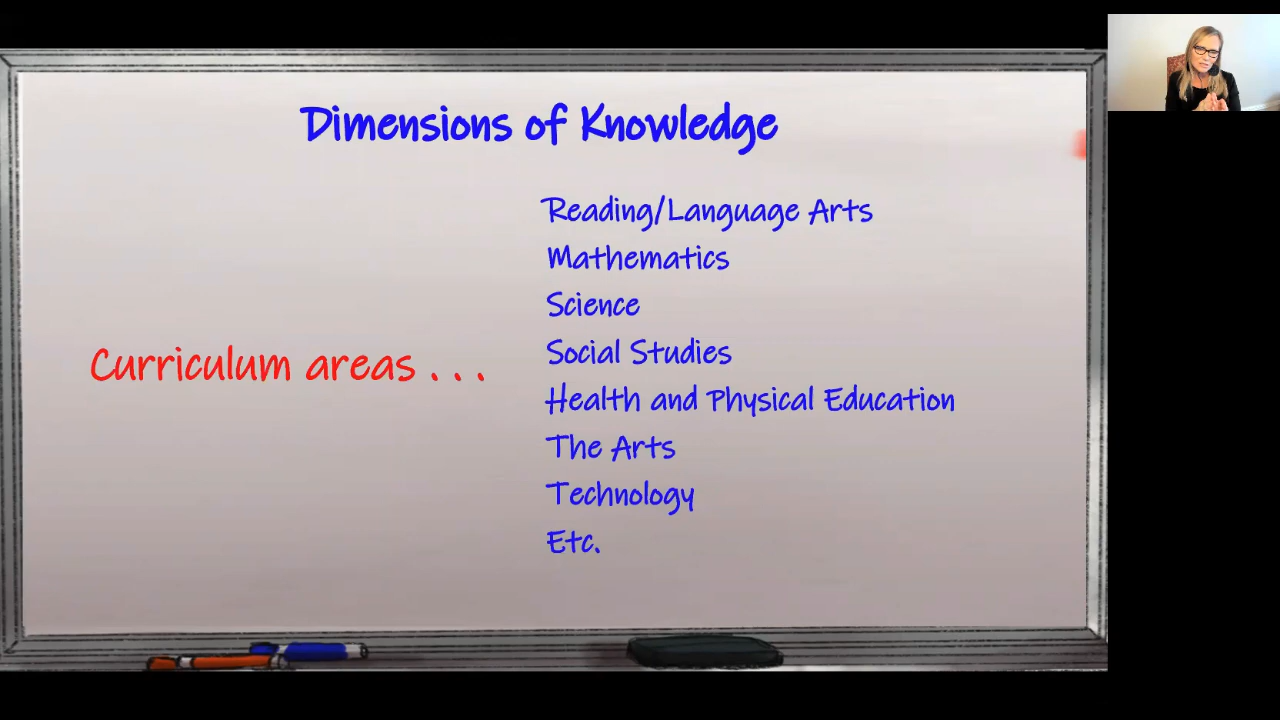 Dimensions of Knowledge
Reading/Language Arts
Mathematics
Science
Social Studies
Curriculum areas . . .
Health and Physical Education
The Arts
Technology
Etc.